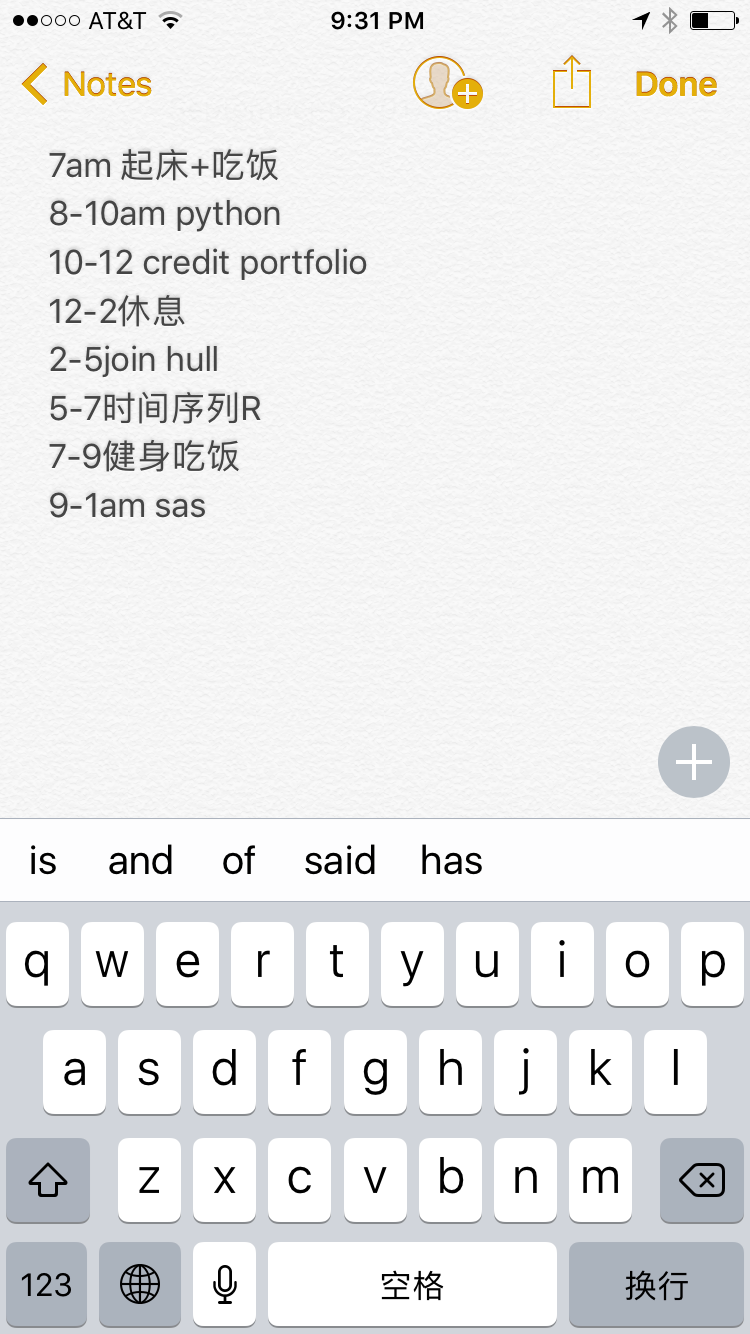 AT&T 9:31 PM
Notes Done
7am 起床+吃饭
8-10am python
10-12 credit portfolio
12-2休息
2-5join hull
5-7时间序列R
7-9健身吃饭
9-1am sas
is and of said has
q w e r t y u i o p
a s d f g h j k l
z x c v b n m
123 空格 换行